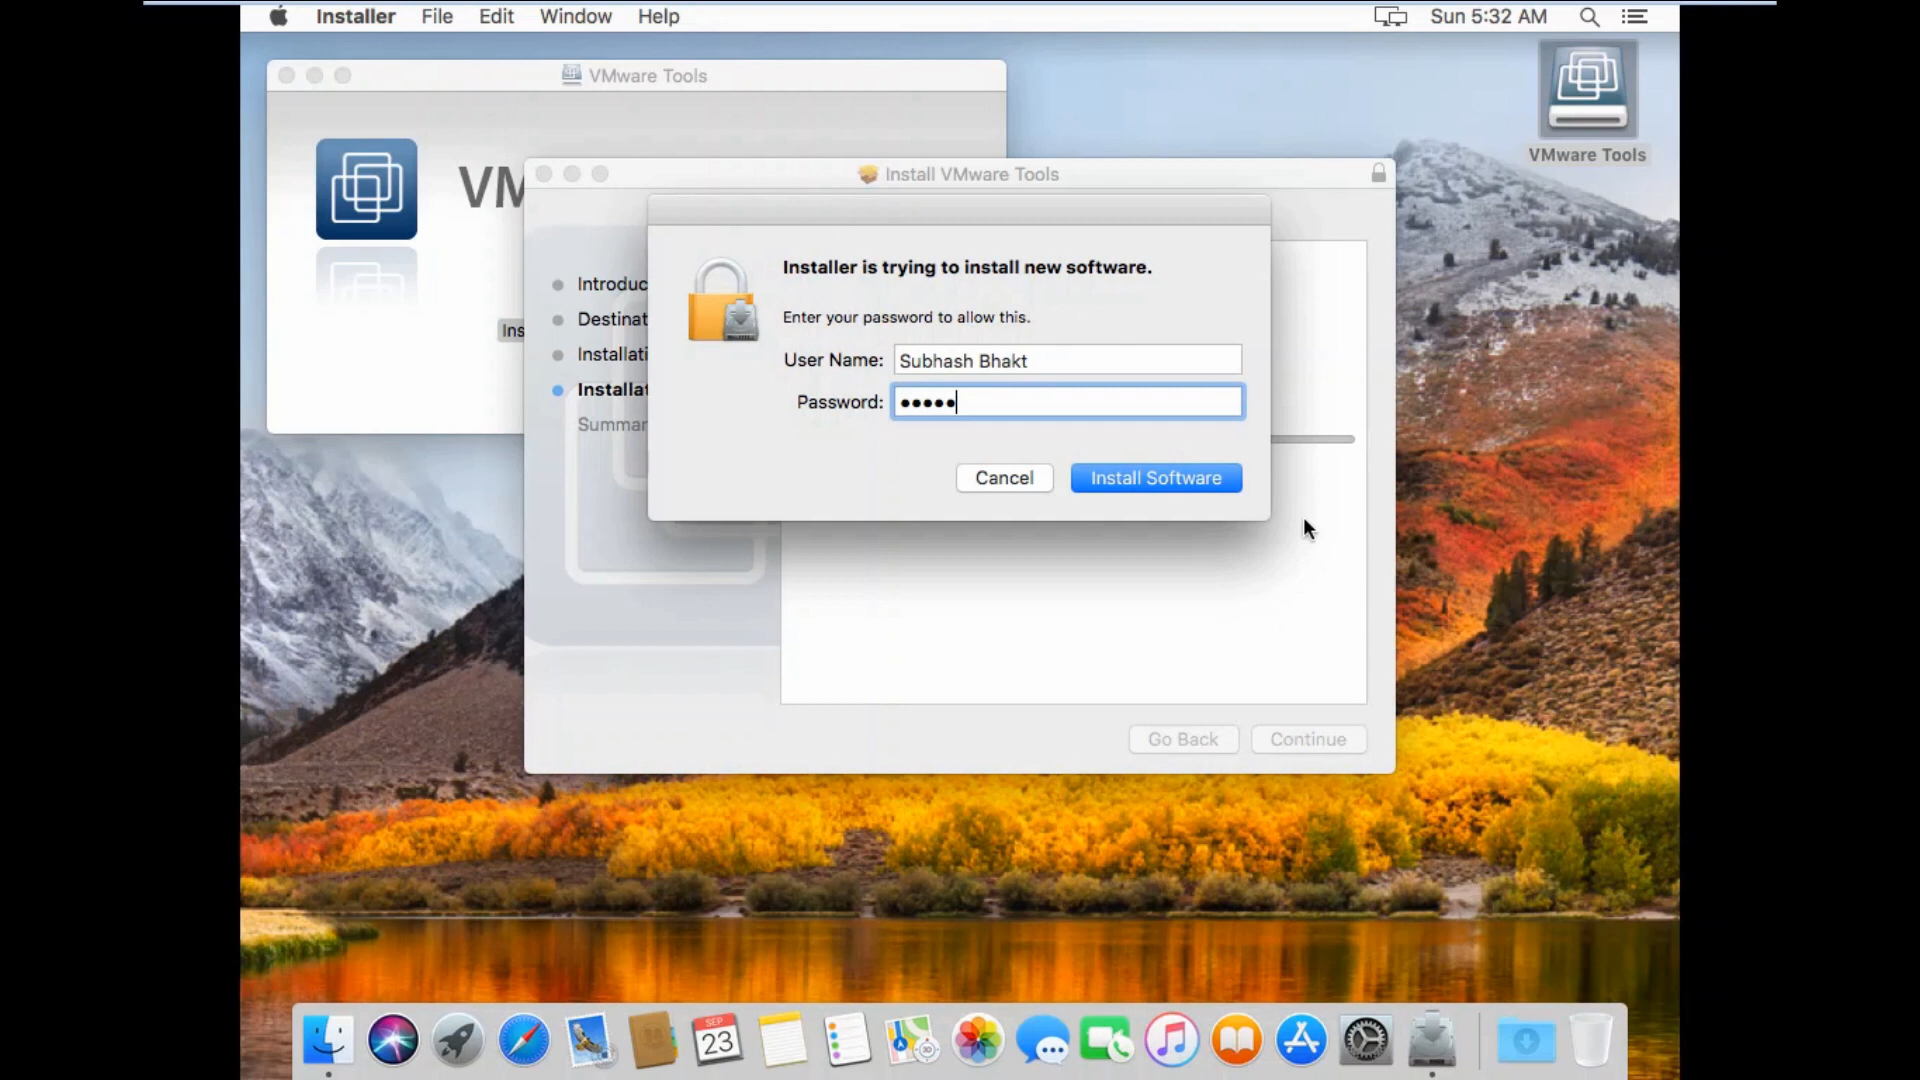 Installer File Edit Window Help
Sun 5:32 AM
VMware Tools
VMware Tools
VM
Install VMware Tools
Installer is trying to install new software.
Enter your password to allow this.
User Name: Subhash Bhakt
Password: •••••
Cancel
Install Software
Introduc
Destinat
Installati
Installat
Summar
Ins
Go Back
Continue
SEP
23